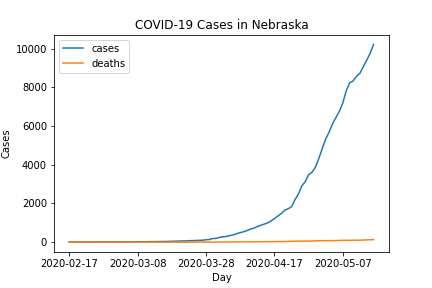 COVID-19 Cases in Nebraska
cases
deaths
10000
8000
6000
4000
2000
0
Cases
2020-02-17 2020-03-08 2020-03-28 2020-04-17 2020-05-07
Day